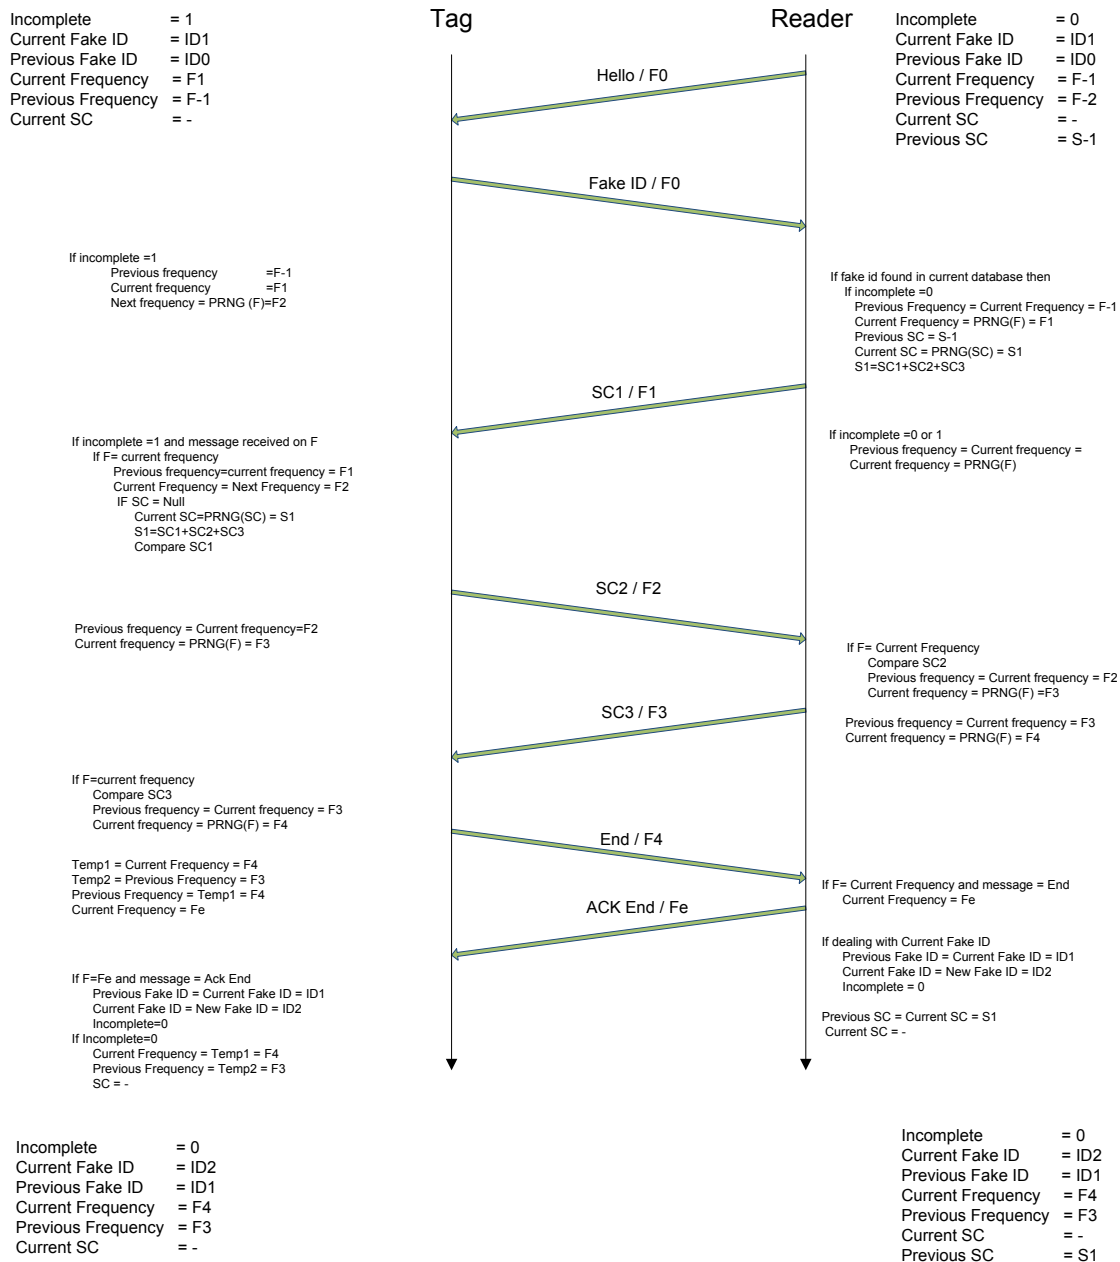 Tag
Reader
Incomplete = 1
Current Fake ID = ID1
Previous Fake ID = ID0
Current Frequency = F1
Previous Frequency = F-1
Current SC = -
Incomplete = 0
Current Fake ID = ID1
Previous Fake ID = ID0
Current Frequency = F-1
Previous Frequency = F-2
Current SC = -
Previous SC = S-1
Hello / F0
Fake ID / F0
If incomplete =1
Previous frequency =F-1
Current frequency =F1
Next frequency = PRNG (F)=F2
If fake id found in current database then
If incomplete =0
Previous Frequency = Current Frequency = F-1
Current Frequency = PRNG(F) = F1
Previous SC = S-1
Current SC = PRNG(SC) = S1
S1=SC1+SC2+SC3
SC1 / F1
If incomplete =1 and message received on F
If F= current frequency
Previous frequency=current frequency = F1
Current Frequency = Next Frequency = F2
IF SC = Null
Current SC=PRNG(SC) = S1
S1=SC1+SC2+SC3
Compare SC1
If incomplete =0 or 1
Previous frequency = Current frequency =
Current frequency = PRNG(F)
SC2 / F2
Previous frequency = Current frequency=F2
Current frequency = PRNG(F) = F3
If F= Current Frequency
Compare SC2
Previous frequency = Current frequency = F2
Current frequency = PRNG(F) =F3
SC3 / F3
Previous frequency = Current frequency = F3
Current frequency = PRNG(F) = F4
If F=current frequency
Compare SC3
Previous frequency = Current frequency = F3
Current frequency = PRNG(F) = F4
End / F4
Temp1 = Current Frequency = F4
Temp2 = Previous Frequency = F3
Previous Frequency = Temp1 = F4
Current Frequency = Fe
If F= Current Frequency and message = End
Current Frequency = Fe
ACK End / Fe
If dealing with Current Fake ID
Previous Fake ID = Current Fake ID = ID1
Current Fake ID = New Fake ID = ID2
Incomplete = 0
Previous SC = Current SC = S1
Current SC = -
If F=Fe and message = Ack End
Previous Fake ID = Current Fake ID = ID1
Current Fake ID = New Fake ID = ID2
Incomplete=0
If Incomplete=0
Current Frequency = Temp1 = F4
Previous Frequency = Temp2 = F3
SC = -
Incomplete = 0
Current Fake ID = ID2
Previous Fake ID = ID1
Current Frequency = F4
Previous Frequency = F3
Current SC = -
Incomplete = 0
Current Fake ID = ID2
Previous Fake ID = ID1
Current Frequency = F4
Previous Frequency = F3
Current SC = -
Previous SC = S1